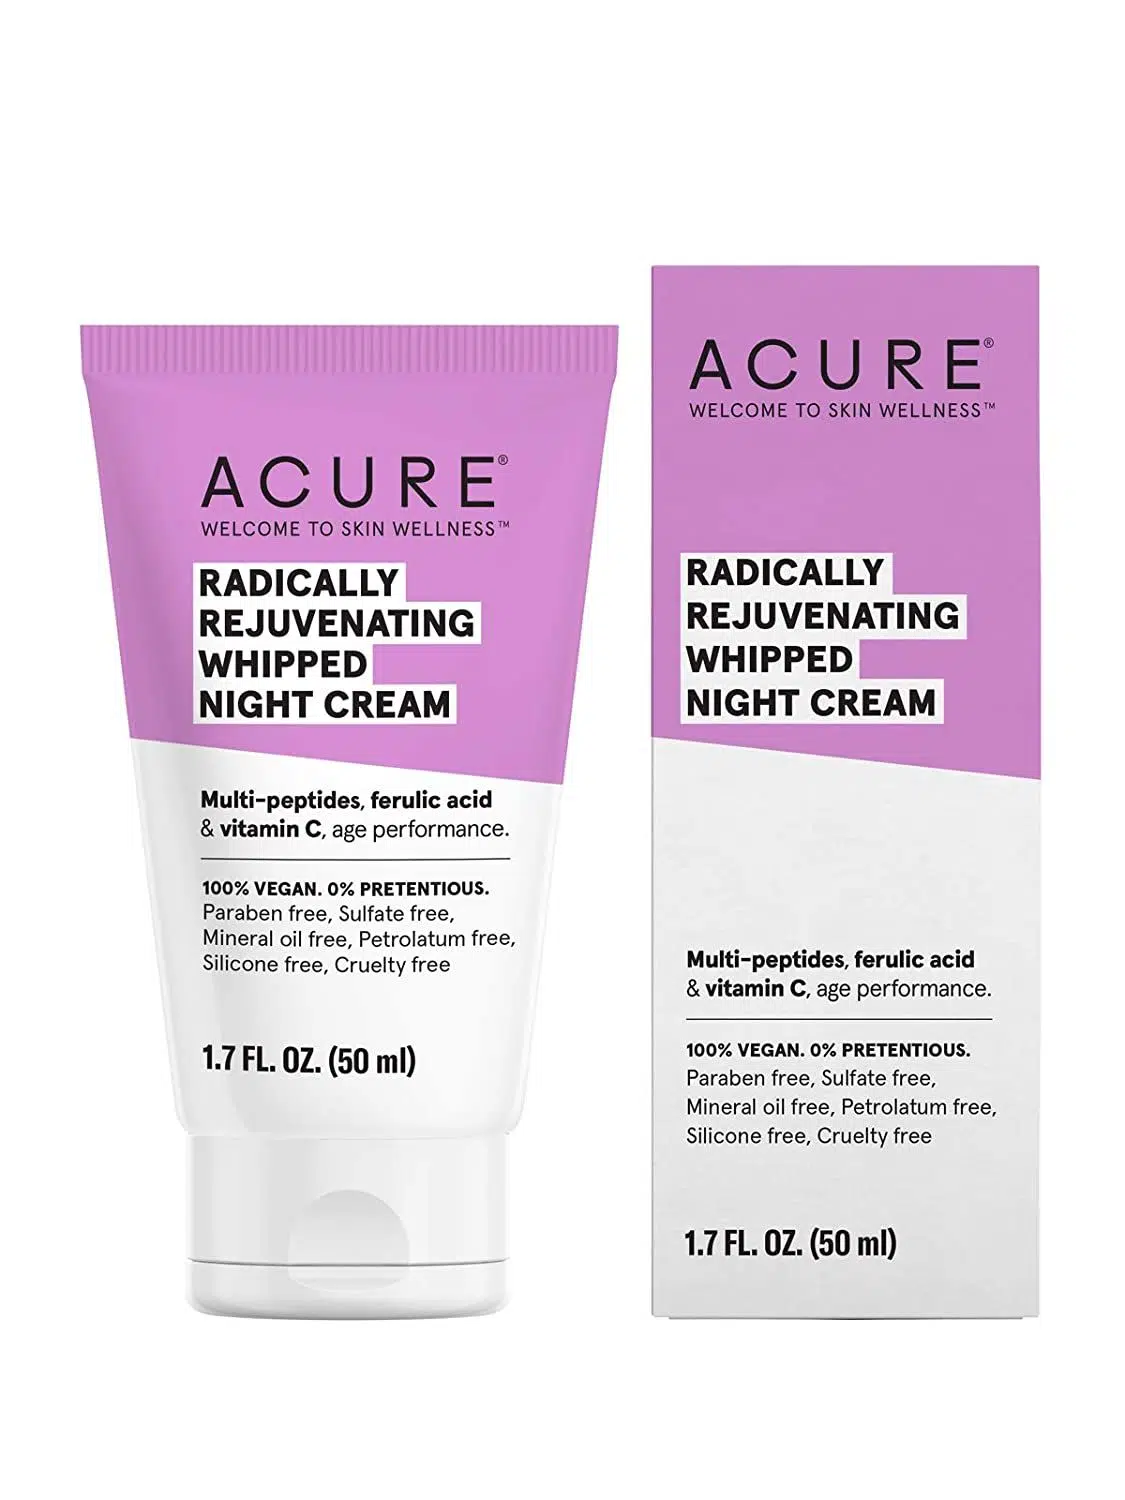 ACURE®
WELCOME TO SKIN WELLNESS™
RADICALLY
REJUVENATING
WHIPPED
NIGHT CREAM
Multi-peptides, ferulic acid
& vitamin C, age performance.
100% VEGAN. 0% PRETENTIOUS.
Paraben free, Sulfate free,
Mineral oil free, Petrolatum free,
Silicone free, Cruelty free
1.7 FL. OZ. (50 ml)
ACURE®
WELCOME TO SKIN WELLNESS™
RADICALLY
REJUVENATING
WHIPPED
NIGHT CREAM
Multi-peptides, ferulic acid
& vitamin C, age performance.
100% VEGAN. 0% PRETENTIOUS.
Paraben free, Sulfate free,
Mineral oil free, Petrolatum free,
Silicone free, Cruelty free
1.7 FL. OZ. (50 ml)